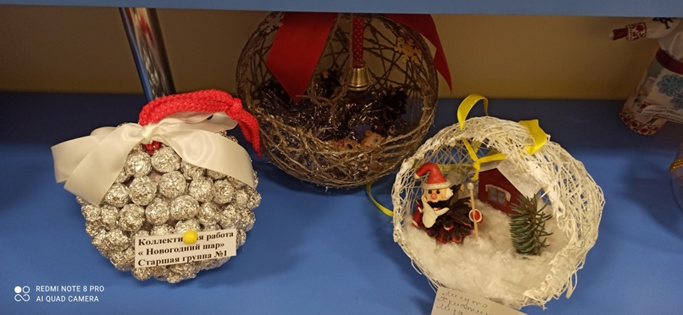 Коллективная работа
« Новогодний шар»
Старшая группа №1
REDMI NOTE 8 PRO
AI QUAD CAMERA